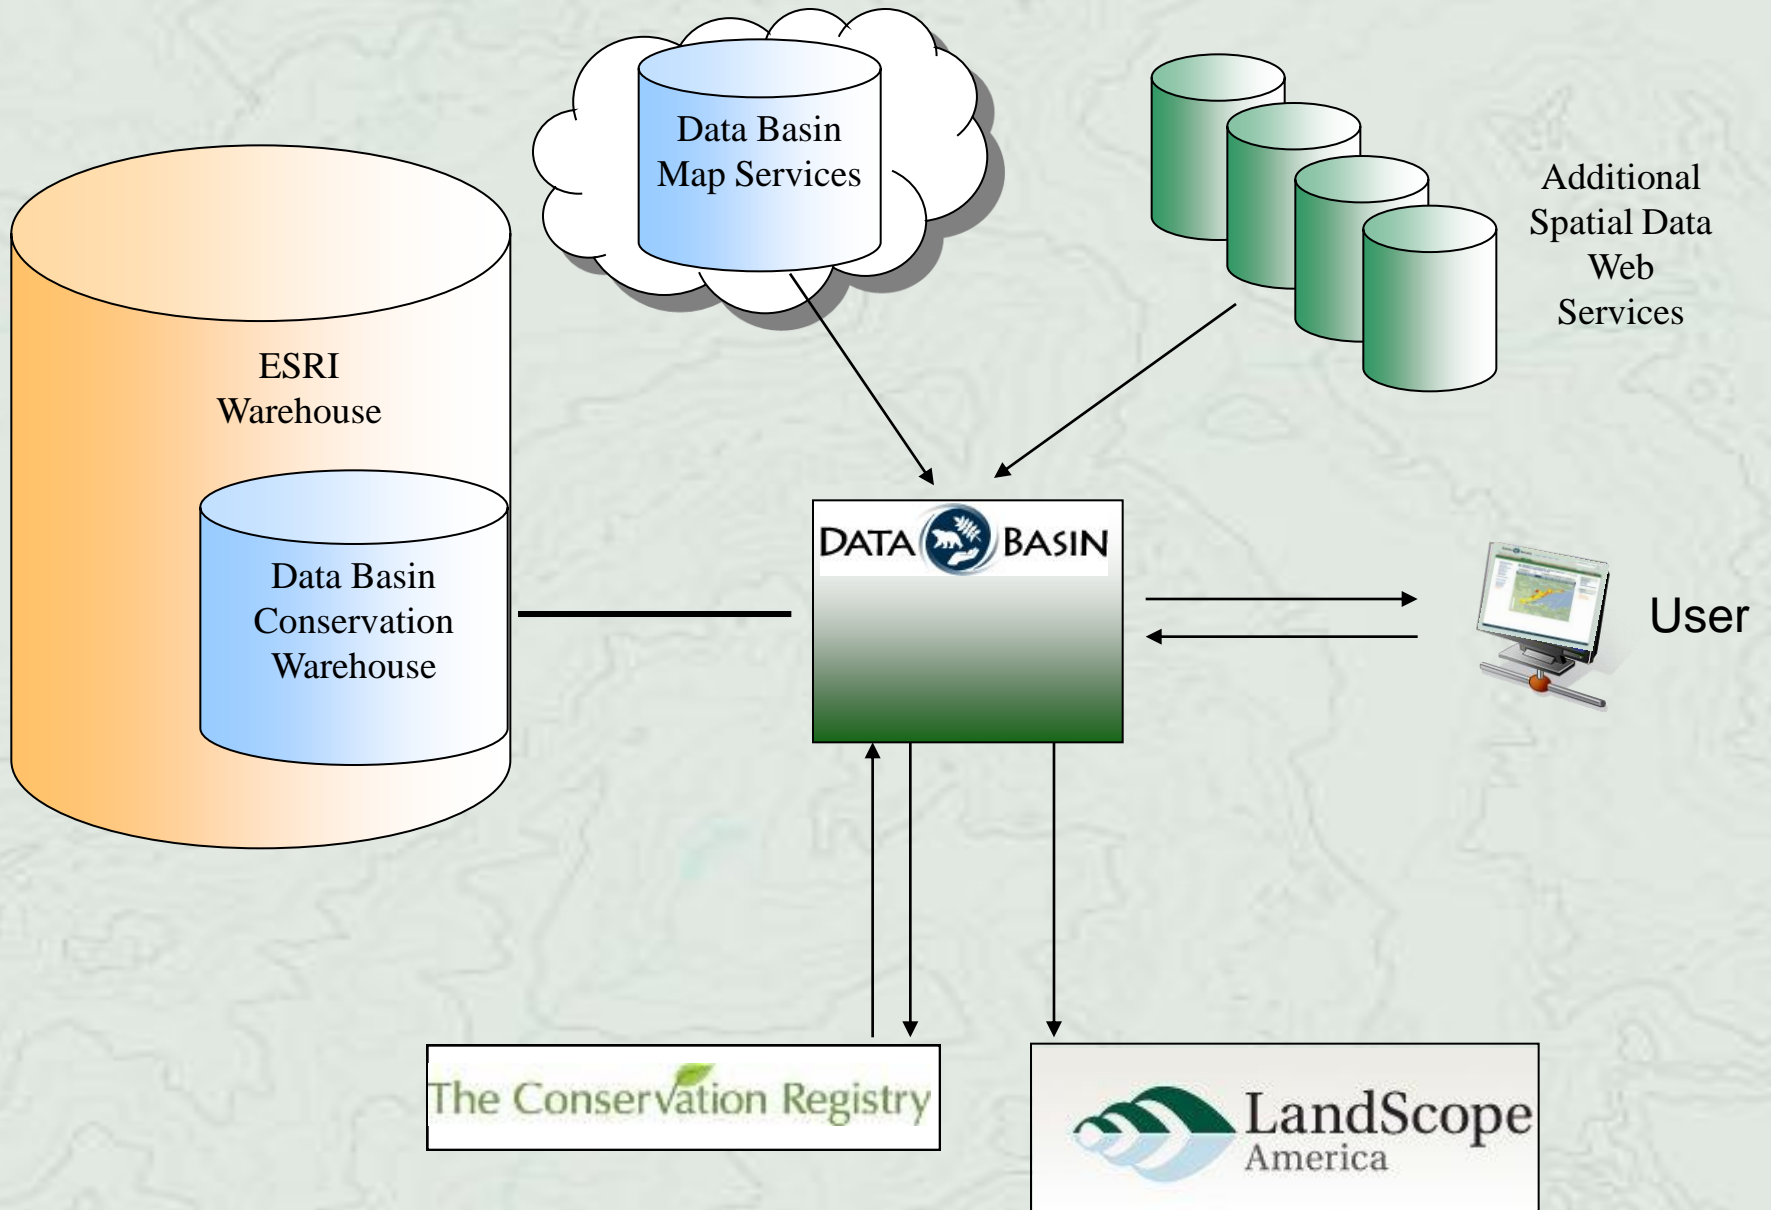 Data Basin
Map Services
Additional
Spatial Data
Web
Services
ESRI
Warehouse
Data Basin
Conservation
Warehouse
DATA BASIN
User
The Conservation Registry
LandScope
America